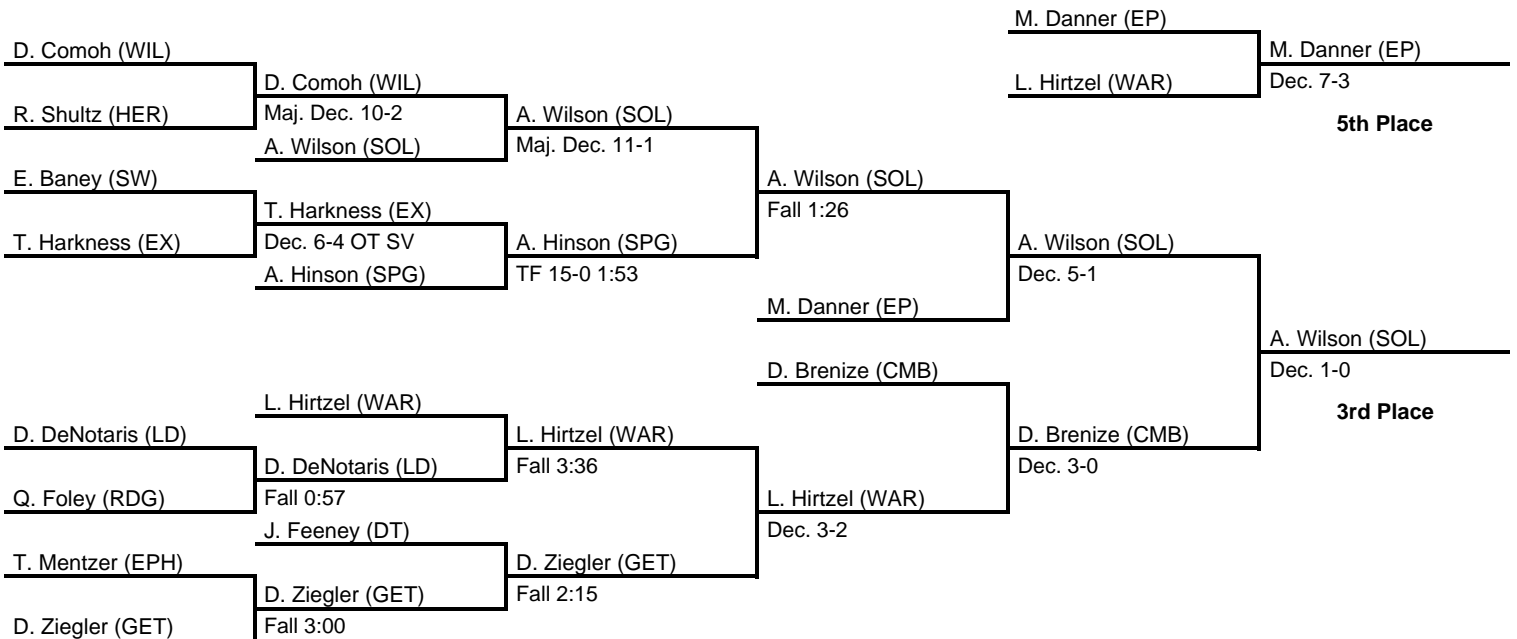 M. Danner (EP)
D. Comoh (WIL)
M. Danner (EP)
D. Comoh (WIL)
L. Hirtzel (WAR)
Dec. 7-3
R. Shultz (HER)
Maj. Dec. 10-2
A. Wilson (SOL)
5th Place
A. Wilson (SOL)
Maj. Dec. 11-1
E. Baney (SW)
A. Wilson (SOL)
T. Harkness (EX)
Fall 1:26
T. Harkness (EX)
Dec. 6-4 OT SV
A. Hinson (SPG)
A. Wilson (SOL)
A. Hinson (SPG)
TF 15-0 1:53
Dec. 5-1
M. Danner (EP)
A. Wilson (SOL)
D. Brenize (CMB)
Dec. 1-0
L. Hirtzel (WAR)
3rd Place
D. DeNotaris (LD)
L. Hirtzel (WAR)
D. Brenize (CMB)
D. DeNotaris (LD)
Fall 3:36
Dec. 3-0
Q. Foley (RDG)
Fall 0:57
L. Hirtzel (WAR)
J. Feeney (DT)
Dec. 3-2
T. Mentzer (EPH)
D. Ziegler (GET)
D. Ziegler (GET)
Fall 2:15
D. Ziegler (GET)
Fall 3:00